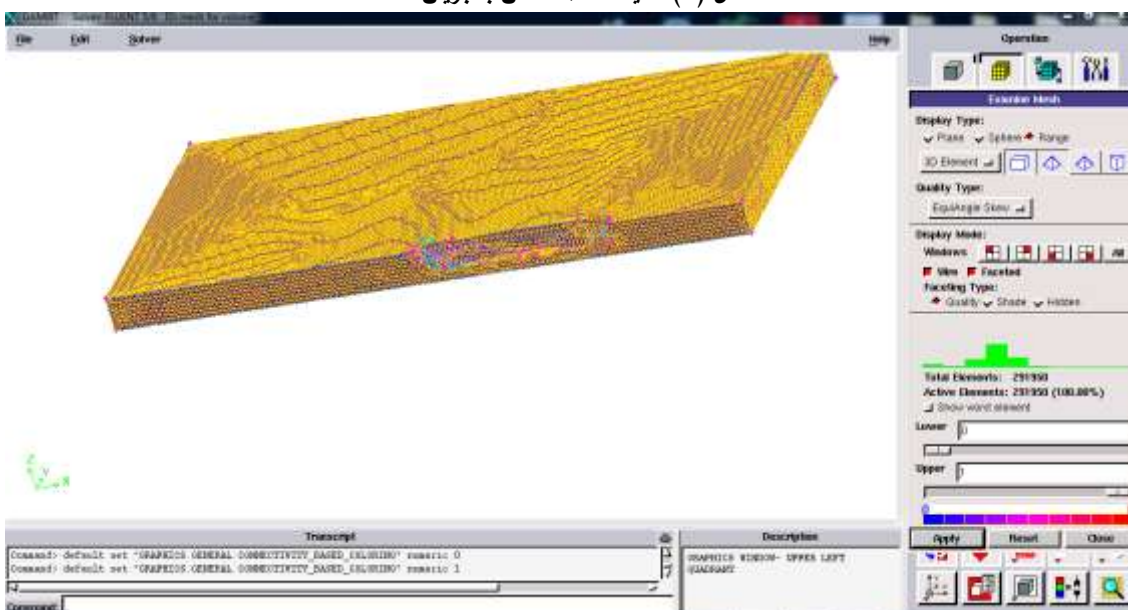 GAMBIT
File Edit Solver Help
Operation
Examine Mesh
Display Type:
Plane Sphere Range
3D Element
Quality Type:
EquiAngle Skew
Display Mode:
Windows All
Wire Faceted
Faceting Type:
Quality Shade Hidden
Total Elements: 291950
Active Elements: 291950 (100.00%)
Show worst element
Lower 0
Upper 1
0
Apply Reset Close
Transcript
Command> default set "GRAPHICS.GENERAL.CONNECTIVITY_BASED_COLORING" numeric 0
Command> default set "GRAPHICS.GENERAL.CONNECTIVITY_BASED_COLORING" numeric 1
Command:
Description
GRAPHICS WINDOW- UPPER LEFT
QUADRANT
Z
Y
X